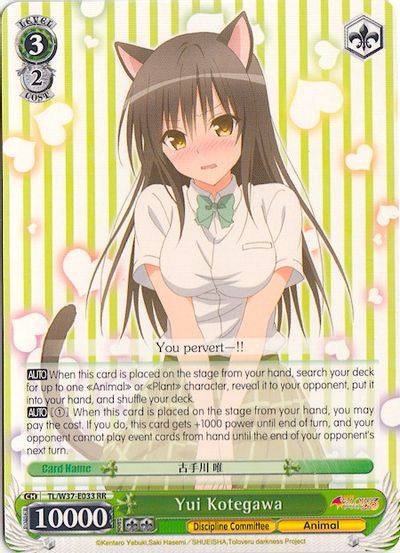 LEVEL
3
2
COST
You pervert—!!
AUTO When this card is placed on the stage from your hand, search your deck
for up to one «Animal» or «Plant» character, reveal it to your opponent, put it
into your hand, and shuffle your deck.
AUTO [①] When this card is placed on the stage from your hand, you may
pay the cost. If you do, this card gets +1000 power until end of turn, and your
opponent cannot play event cards from hand until the end of your opponent's
next turn.
Card Name 古手川 唯
CH TL/W37-E033 RR
Yui Kotegawa
POWER 10000
Discipline Committee Animal
©Kentaro Yabuki,Saki Hasemi／SHUEISHA,Toloveru darkness Project